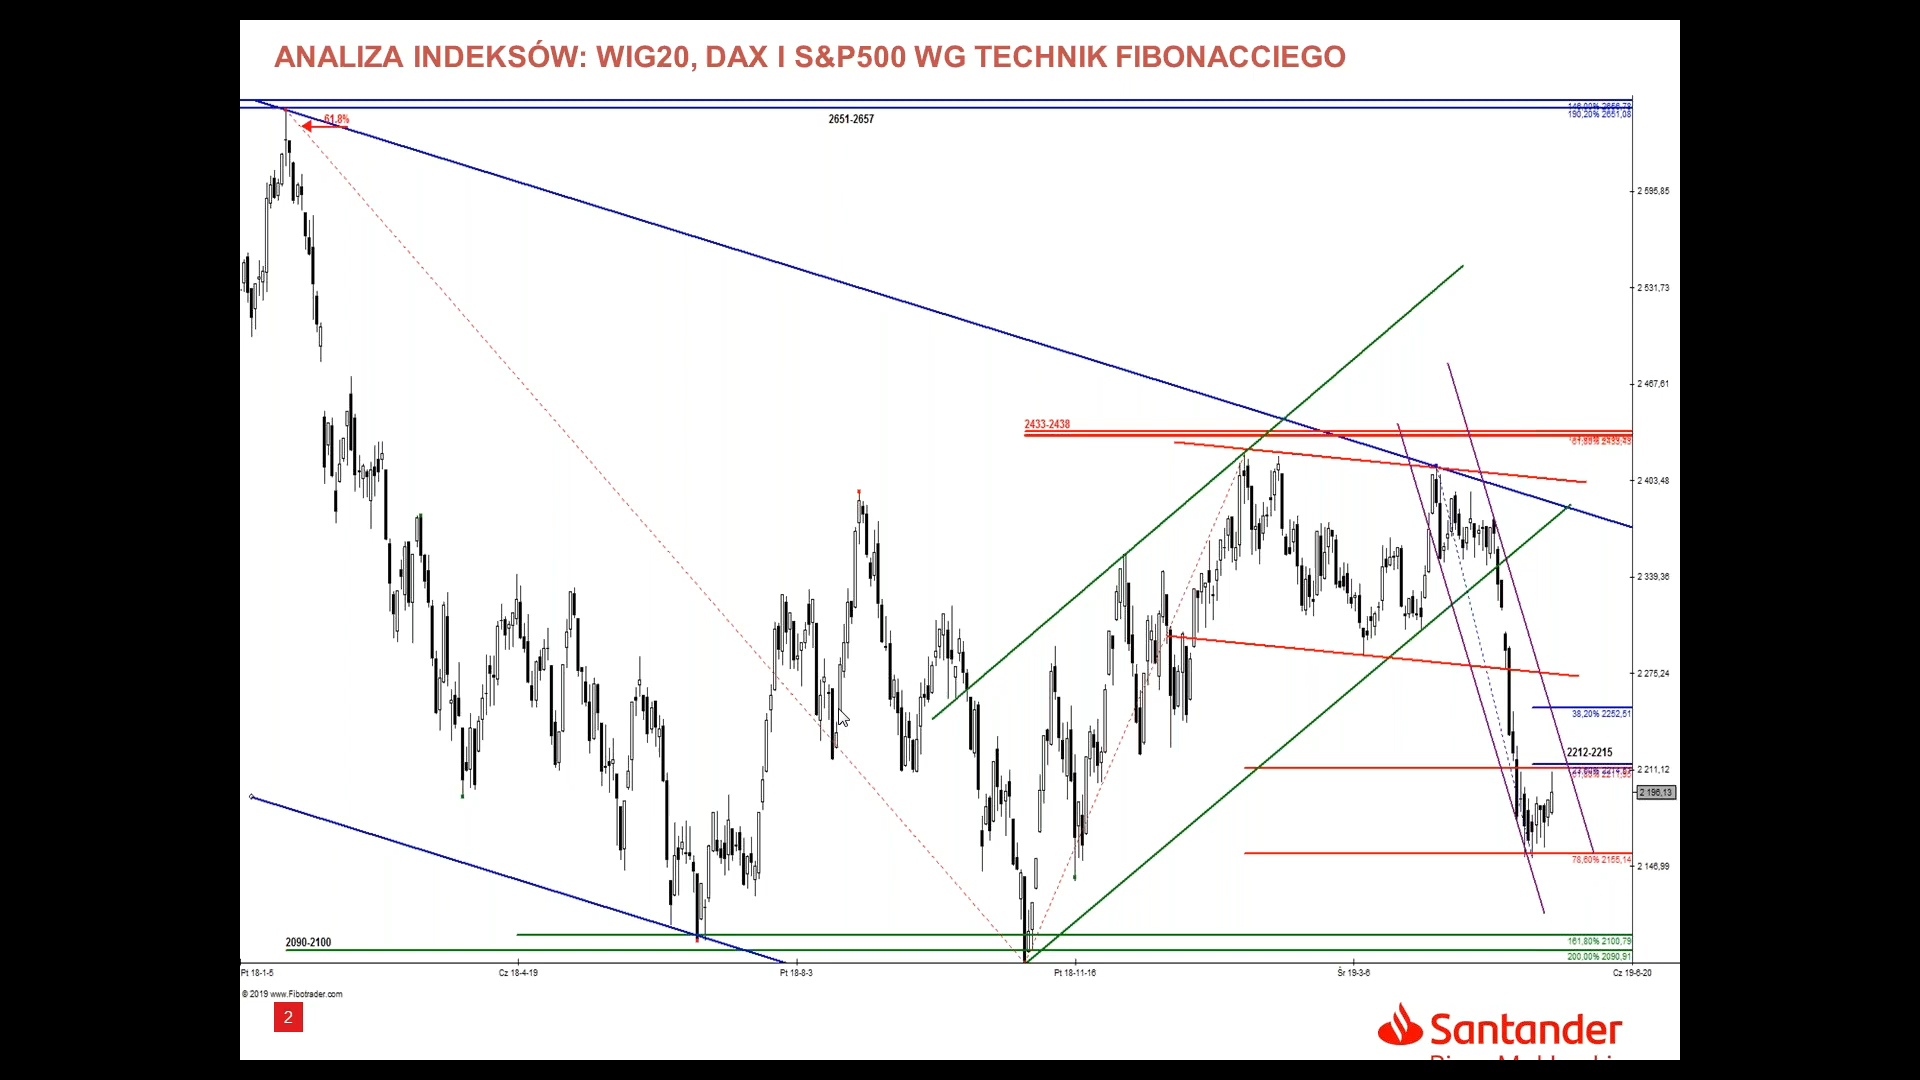 ANALIZA INDEKSÓW: WIG20, DAX I S&P500 WG TECHNIK FIBONACCIEGO
61.8%
2651-2657
190,20% 2651,08
2 595,85
2 531,73
2 467,61
2433-2438
2 403,48
2 339,36
2 275,24
38,20% 2252,51
2212-2215
2 211,12
2 196,13
78,60% 2155,14
2 146,99
2090-2100
161,80% 2100,79
200,00% 2090,91
Pt 18-1-5
Cz 18-4-19
Pt 18-8-3
Pt 18-11-16
Śr 19-3-6
Cz 19-6-20
© 2019 www.Fibotrader.com
2
Santander